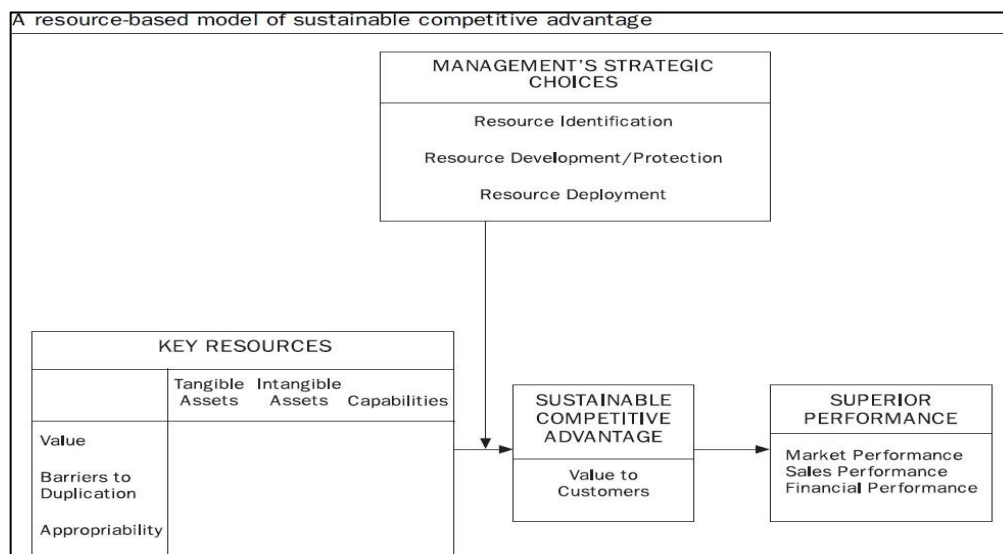 A resource-based model of sustainable competitive advantage
MANAGEMENT'S STRATEGIC
CHOICES
Resource Identification
Resource Development/Protection
Resource Deployment
KEY RESOURCES
Tangible Intangible
Assets Assets Capabilities
Value
Barriers to
Duplication
Appropriability
SUSTAINABLE
COMPETITIVE
ADVANTAGE
Value to
Customers
SUPERIOR
PERFORMANCE
Market Performance
Sales Performance
Financial Performance